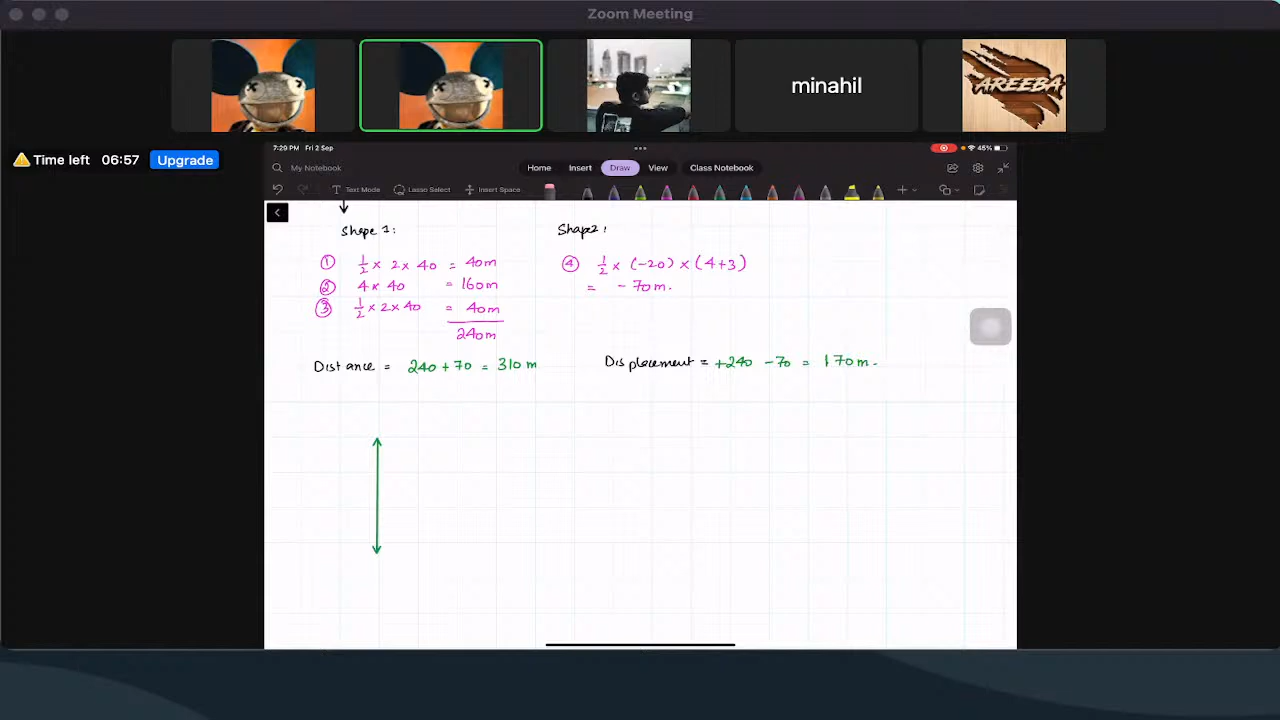 Zoom Meeting
minahil
AREEBA
Time left 06:57 Upgrade
7:29 PM Fri 2 Sep
45%
My Notebook
Home Insert Draw View Class Notebook
Text Mode Lasso Select Insert Space
Shape 1:
① 1/2 × 2 × 40 = 40m
② 4 × 40 = 160m
③ 1/2 × 2 × 40 = 40m
240m
Shape2:
④ 1/2 × (-20) × (4+3)
= -70m.
Distance = 240 + 70 = 310 m
Displacement = +240 -70 = 170m.